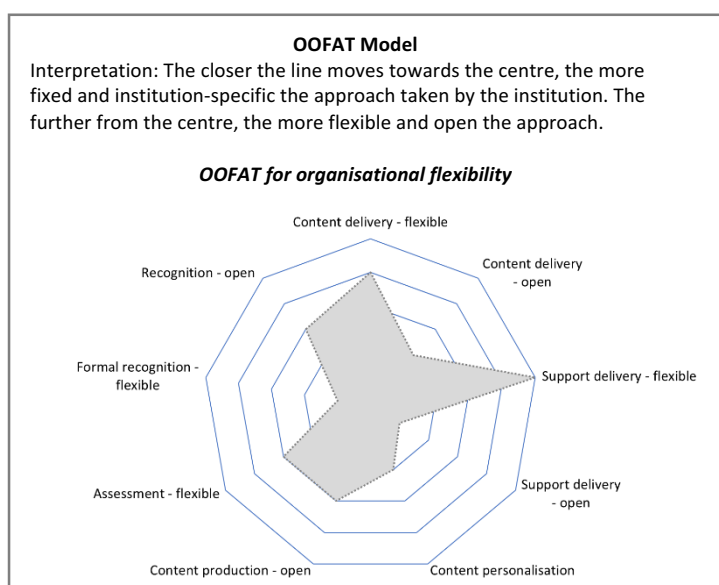 OOFAT Model
Interpretation: The closer the line moves towards the centre, the more
fixed and institution-specific the approach taken by the institution. The
further from the centre, the more flexible and open the approach.
OOFAT for organisational flexibility
Content delivery - flexible
Content delivery
- open
Recognition - open
Formal recognition -
flexible
Support delivery - flexible
Assessment - flexible
Support delivery
- open
Content production - open
Content personalisation